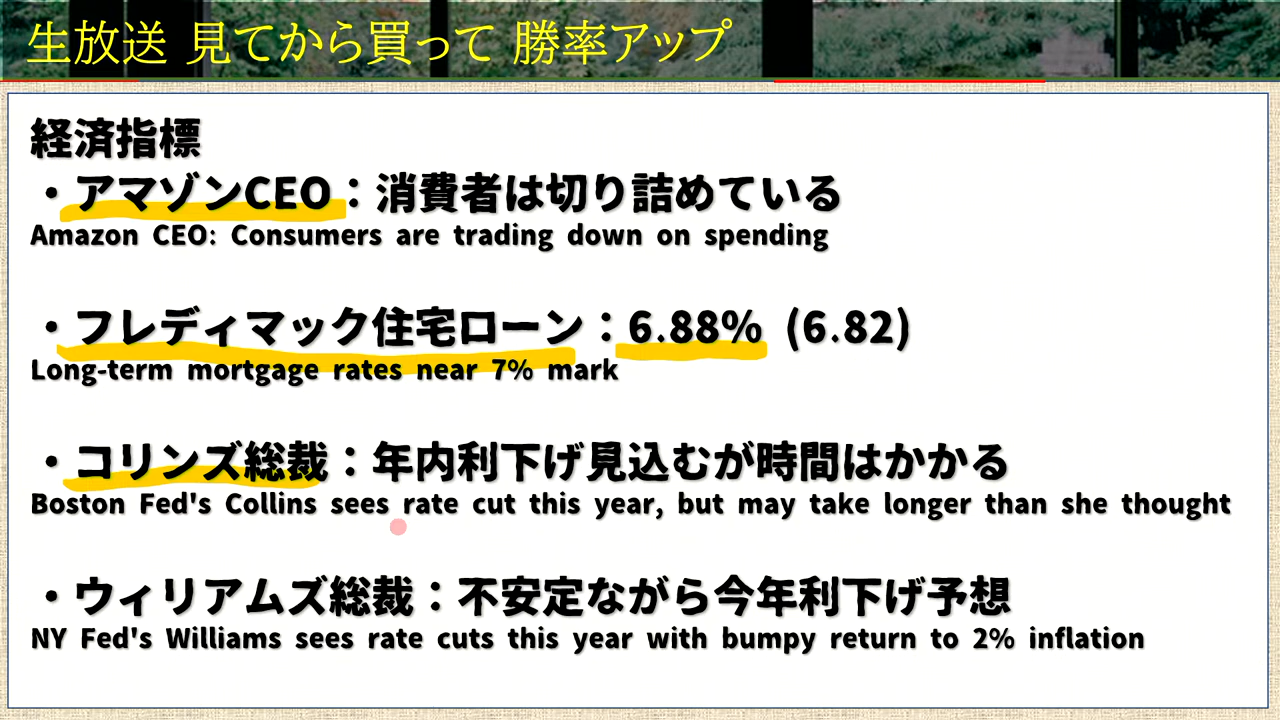 生放送 見てから買って 勝率アップ
経済指標
・アマゾンCEO：消費者は切り詰めている
Amazon CEO: Consumers are trading down on spending
・フレディマック住宅ローン：6.88% (6.82)
Long-term mortgage rates near 7% mark
・コリンズ総裁：年内利下げ見込むが時間はかかる
Boston Fed's Collins sees rate cut this year, but may take longer than she thought
・ウィリアムズ総裁：不安定ながら今年利下げ予想
NY Fed's Williams sees rate cuts this year with bumpy return to 2% inflation